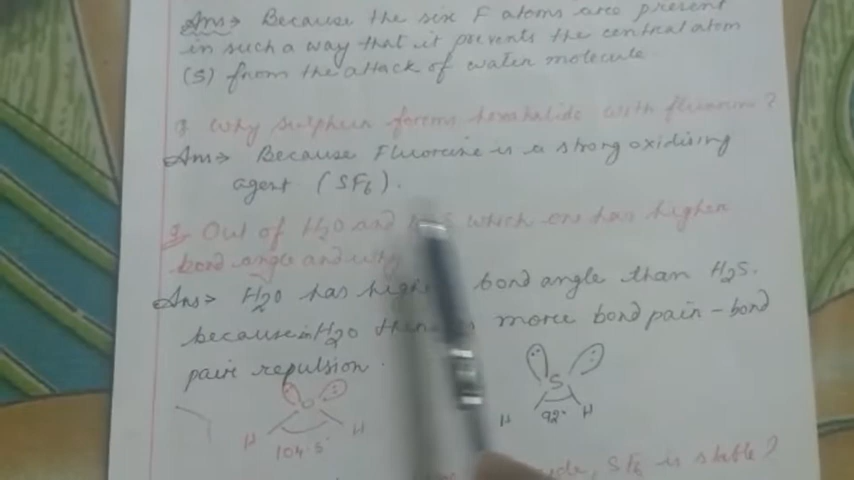 Ans⇒ Because the six F atoms are present
in such a way that it prevents the central atom
(S) from the attack of water molecule
Q Why sulphur forms hexahalide with fluorine?
Ans⇒ Because Fluorine is a strong oxidising
agent (SF6).
Q Out of H2O and which one has higher
bond angle and why
Ans⇒ H2O has bond angle than H2S.
because in H2O more bond pair - bond
pair repulsion.
O
S
H H
104.5°
H 92° H
SF6 is stable?